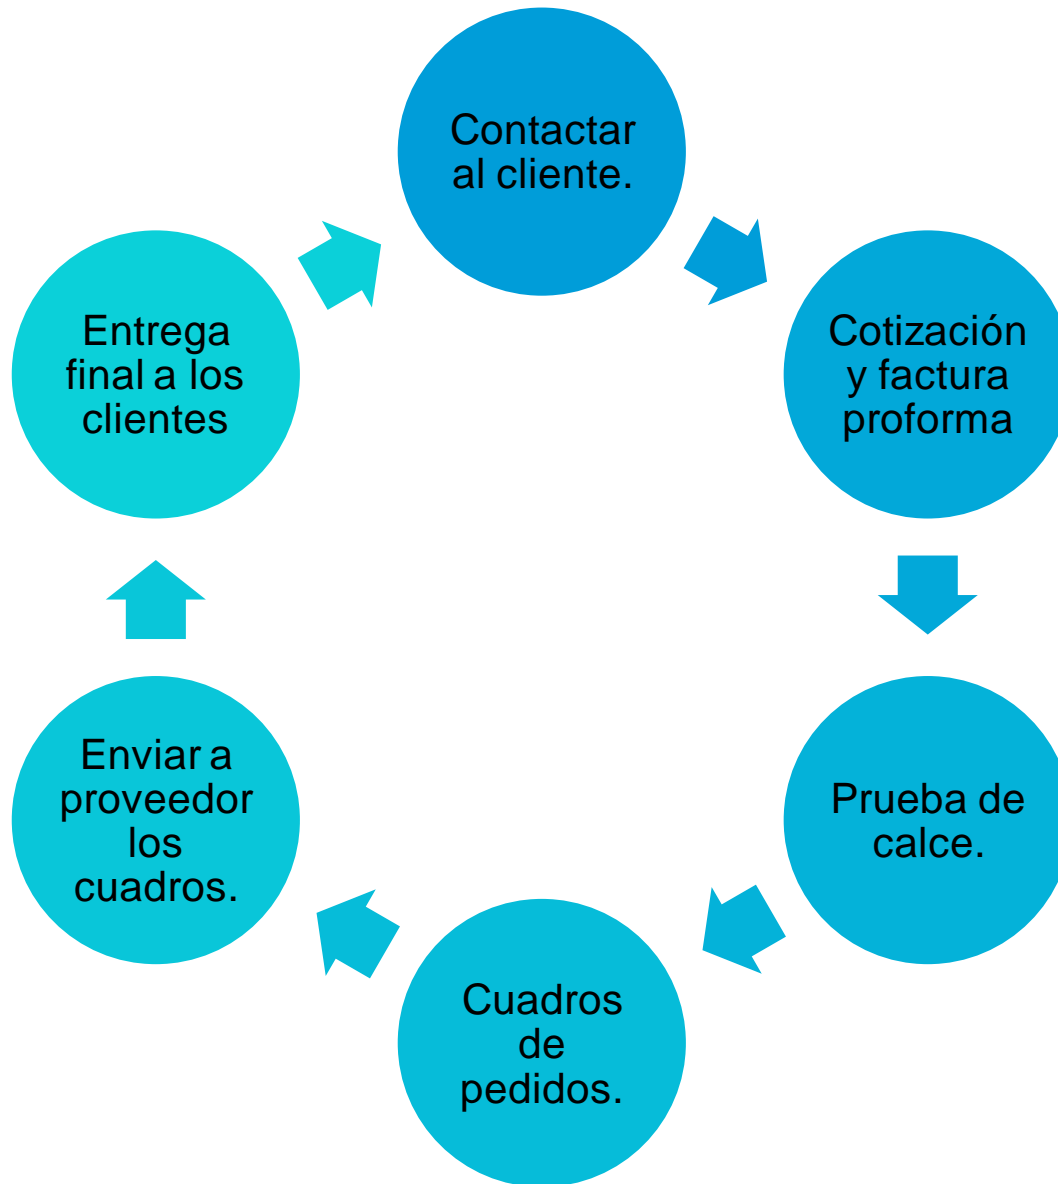 Contactar
al cliente.
Cotización
y factura
proforma
Prueba de
calce.
Cuadros
de
pedidos.
Enviar a
proveedor
los
cuadros.
Entrega
final a los
clientes